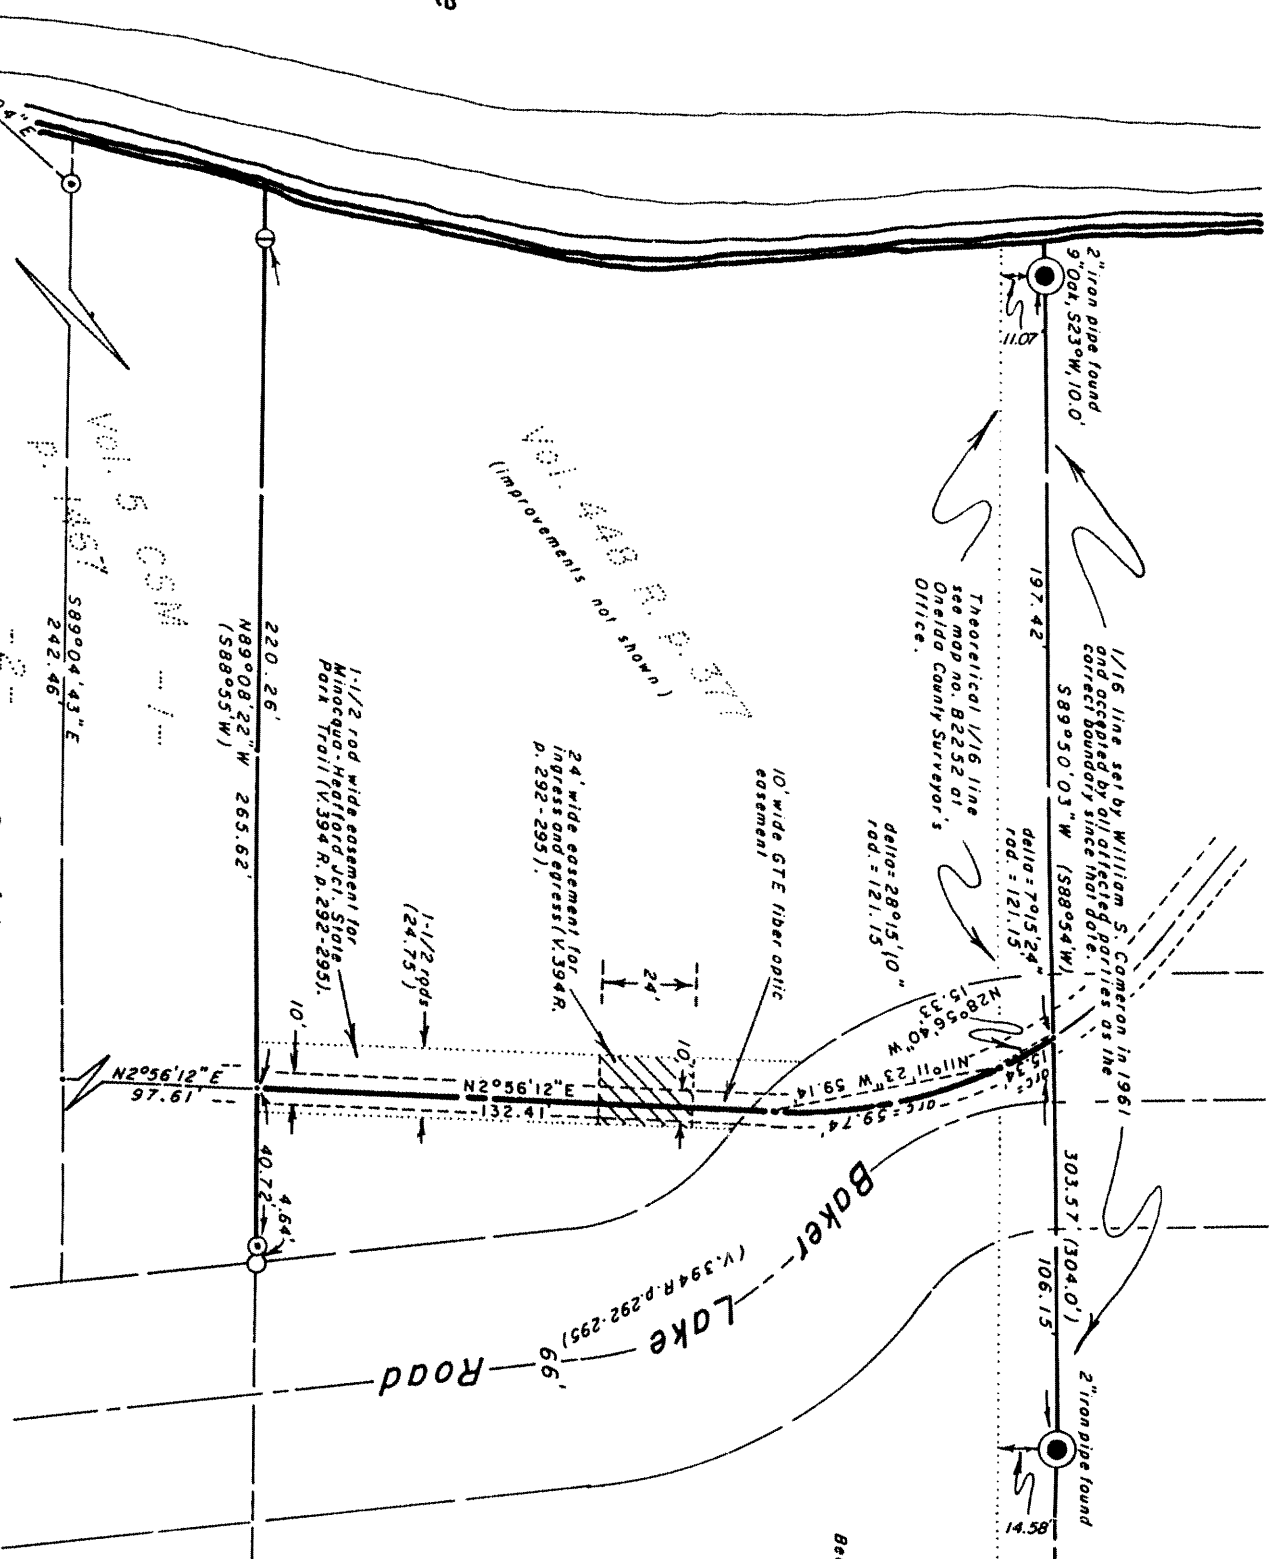 04"E
2" iron pipe found
9" Oak, S23°W, 10.0'
11.07'
1/16 line set by William S. Cameron in 1961
and accepted by all affected parties as the
correct boundary since that date.
197.42'
S89°50'03"W (S88°54'W)
Theoretical 1/16 line
see map no. B2252 at
Oneida County Surveyor's
Office.
Vol. 448 R. p. 377
(improvements not shown)
Vol. 5 CSM
p. 1467
--1--
--2--
S89°04'43"E
242.46'
220.26'
N89°08'22"W 265.62'
(S88°55'W)
1-1/2 rod wide easement for
Minocqua-Heafford Jct. State
Park Trail (V.394 R. p.292-295).
1-1/2 rods
(24.75')
24' wide easement for
ingress and egress (V.394R.
p. 292-295).
24'
10' wide GTE fiber optic
easement
delta=28°15'10"
rad.=121.15'
delta=7°15'24"
rad.=121.15'
N28°56'40"W
15.33'
arc=
15.34'
N11°11'23"W 59.14'
arc=59.74'
10'
10'
N2°56'12"E
132.41'
N2°56'12"E
97.61'
40.72'
4.64'
303.57' (304.0')
106.15'
Baker Lake Road
(V.394R.p.292-295)
66'
2" iron pipe found
14.58'